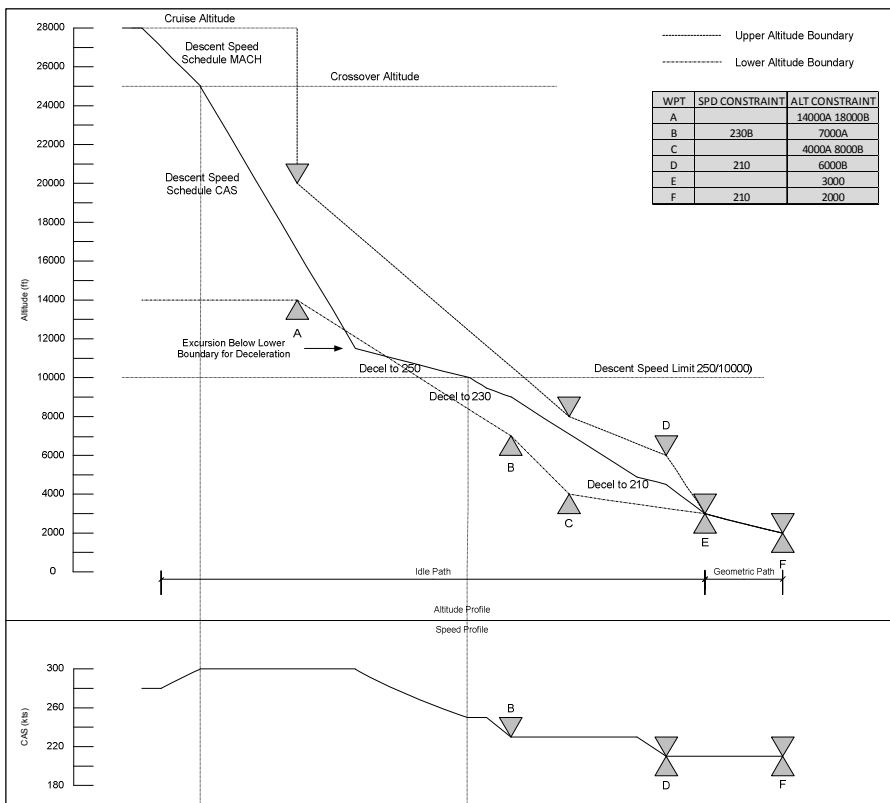 28000
26000
24000
22000
20000
18000
16000
14000
12000
10000
8000
6000
4000
2000
0
Altitude (ft)
Cruise Altitude
Descent Speed
Schedule MACH
Crossover Altitude
Descent Speed
Schedule CAS
Upper Altitude Boundary
Lower Altitude Boundary
WPT SPD CONSTRAINT ALT CONSTRAINT
A 14000A 18000B
B 230B 7000A
C 4000A 8000B
D 210 6000B
E 3000
F 210 2000
A
Excursion Below Lower
Boundary for Deceleration
Decel to 250
Descent Speed Limit 250/10000)
Decel to 230
B
D
C
Decel to 210
E
F
Idle Path
Geometric Path
Altitude Profile
Speed Profile
300
260
220
180
CAS (kts)
B
D
F